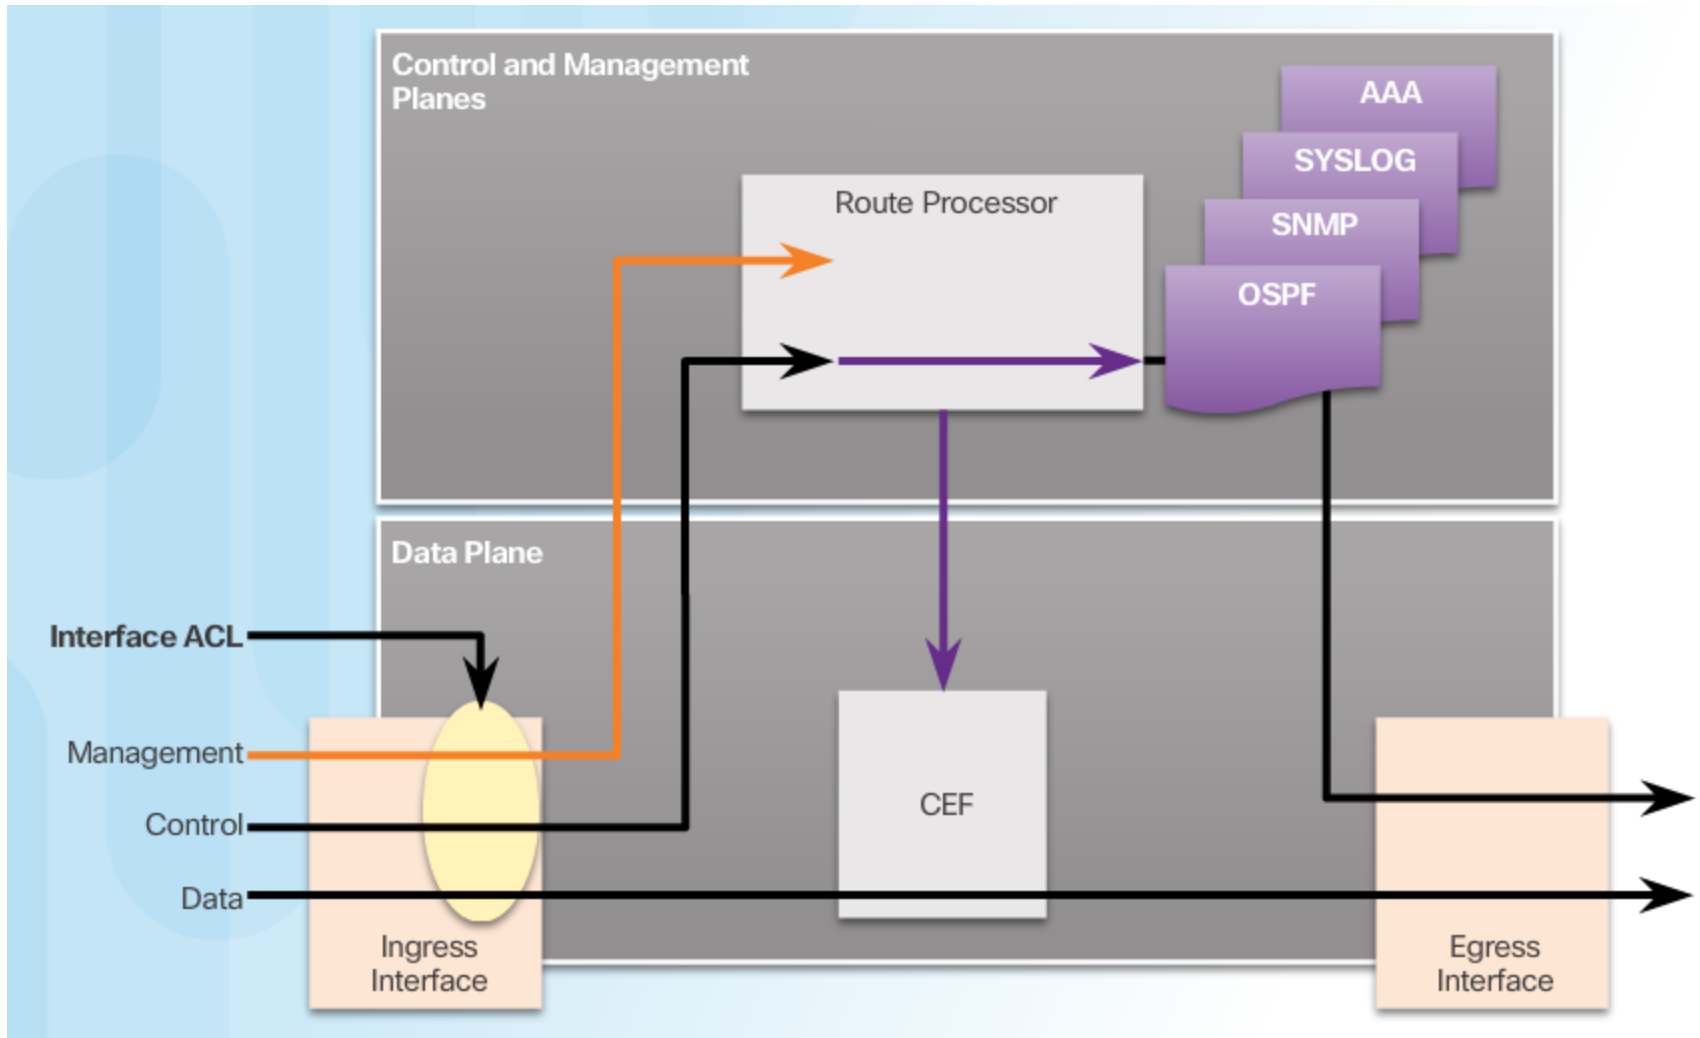 Control and Management
Planes
AAA
SYSLOG
SNMP
OSPF
Route Processor
Data Plane
Interface ACL
Management
Control
Data
CEF
Ingress
Interface
Egress
Interface